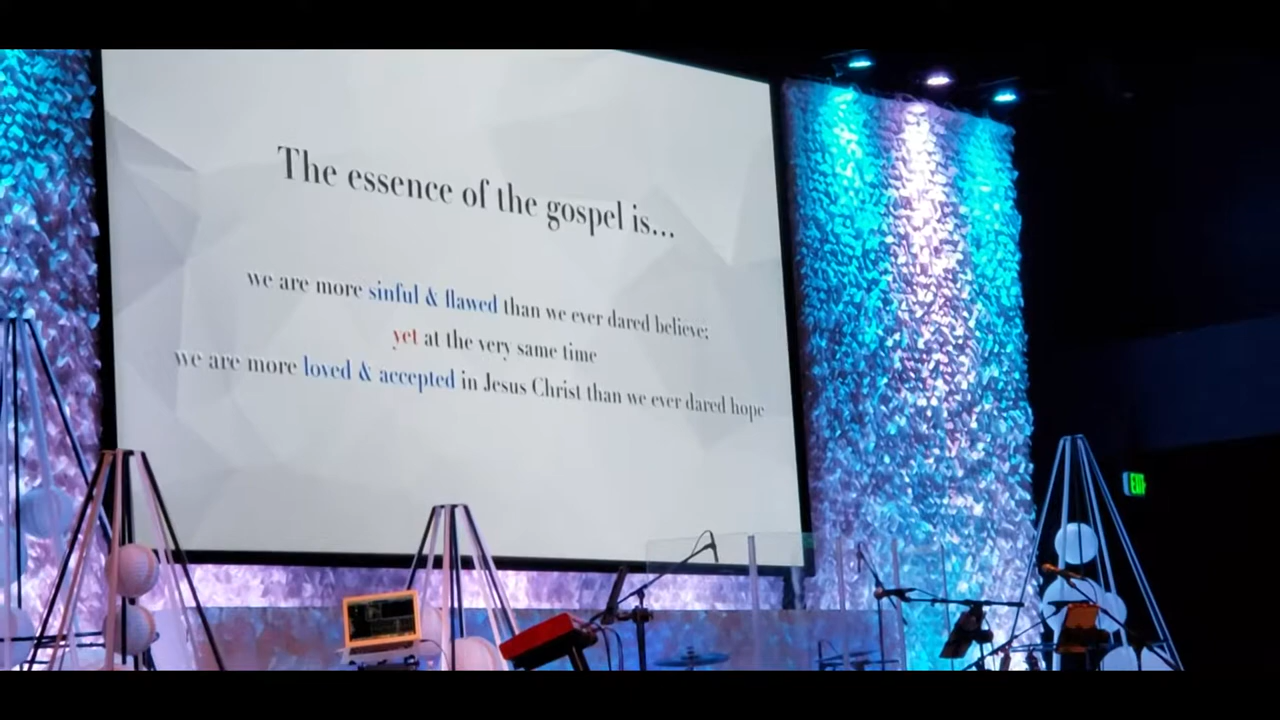 The essence of the gospel is...
we are more sinful & flawed than we ever dared believe;
yet at the very same time
we are more loved & accepted in Jesus Christ than we ever dared hope
EXIT